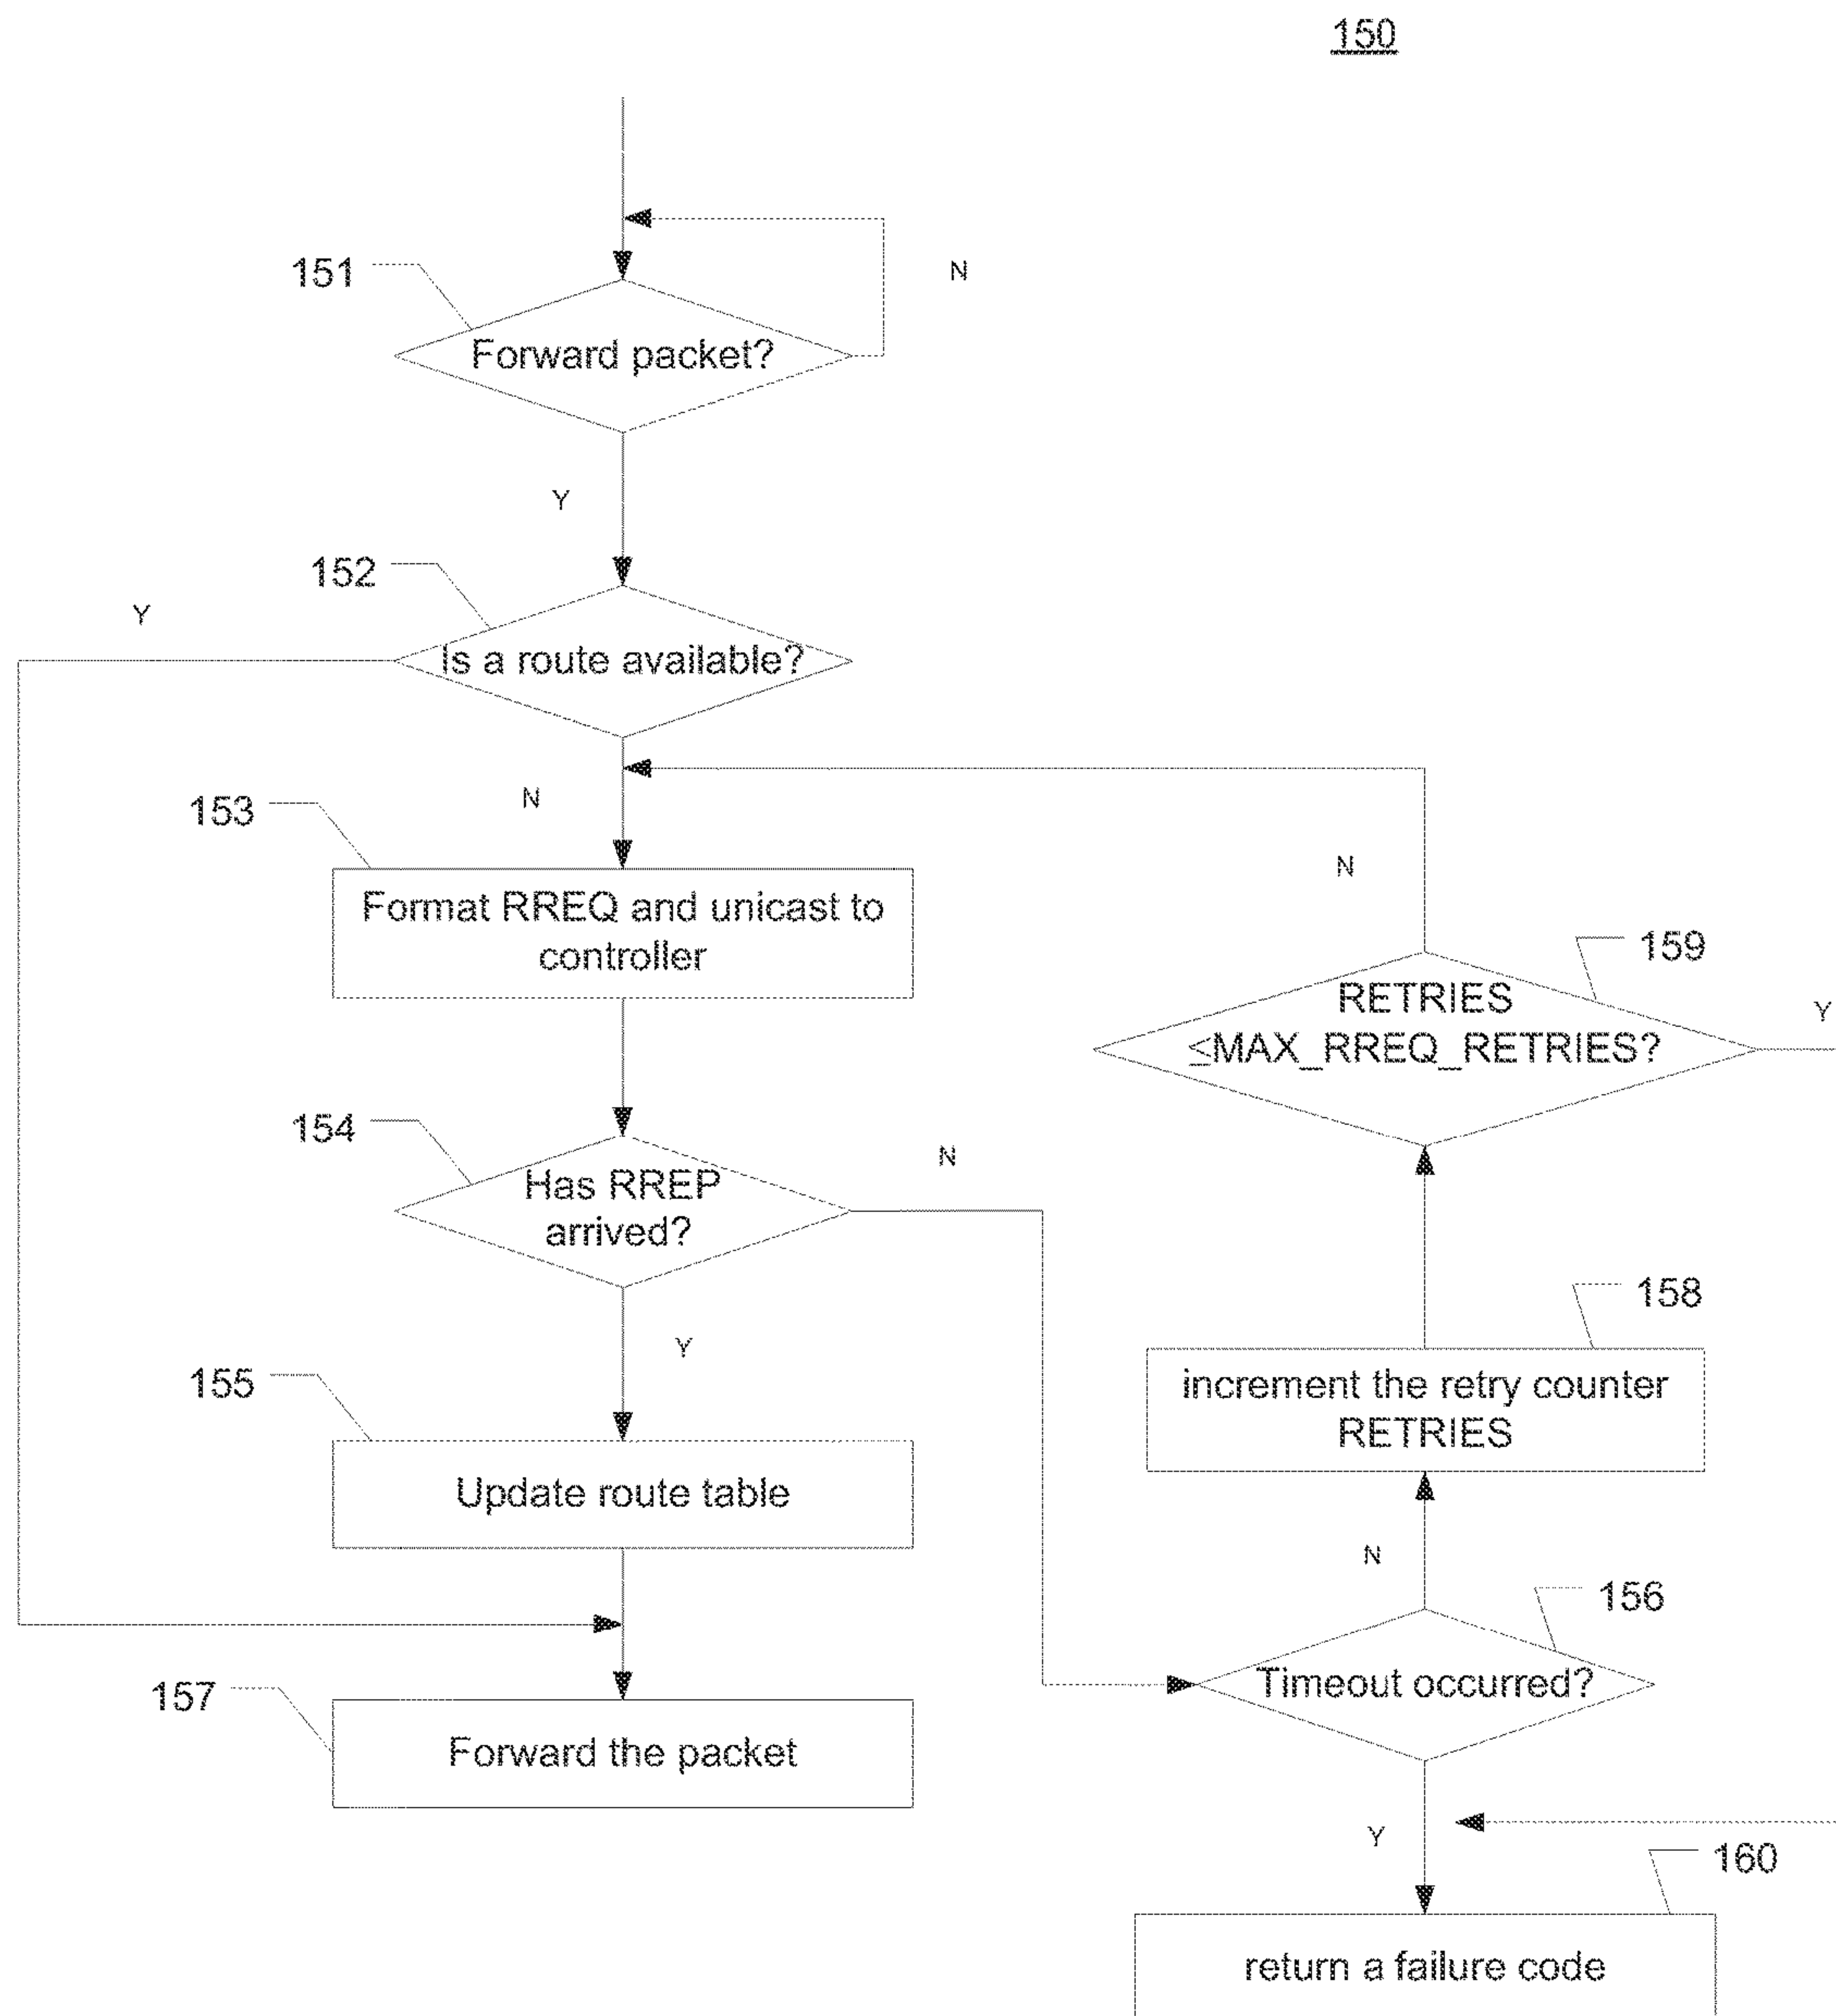 150
151
Forward packet?
N
Y
152
Y
Is a route available?
N
153
Format RREQ and unicast to
controller
N
159
RETRIES
≤MAX_RREQ_RETRIES?
Y
154
Has RREP
arrived?
N
Y
158
increment the retry counter
RETRIES
155
Update route table
N
156
Timeout occurred?
157
Forward the packet
Y
160
return a failure code